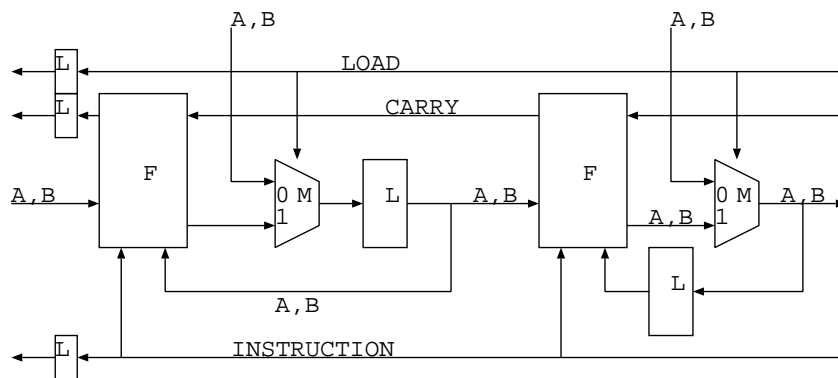 A,B A,B
L LOAD
L CARRY
F F
A,B 0 M L A,B 0 M A,B
1 A,B 1
L
A,B
L INSTRUCTION